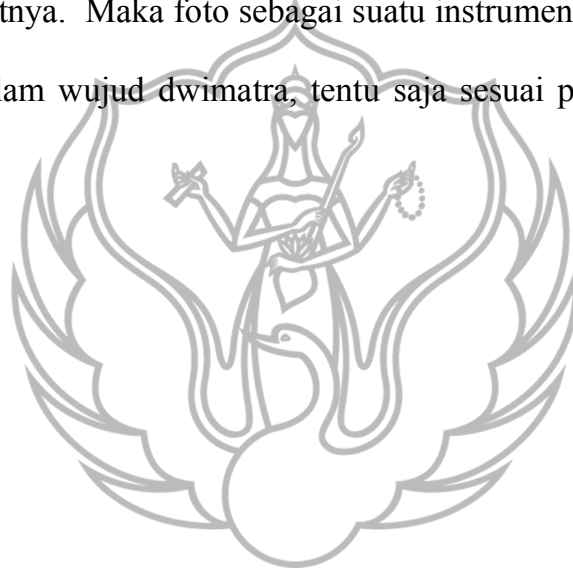 tnya.  Maka foto sebagai suatu instrumen
lam wujud dwimatra, tentu saja sesuai p